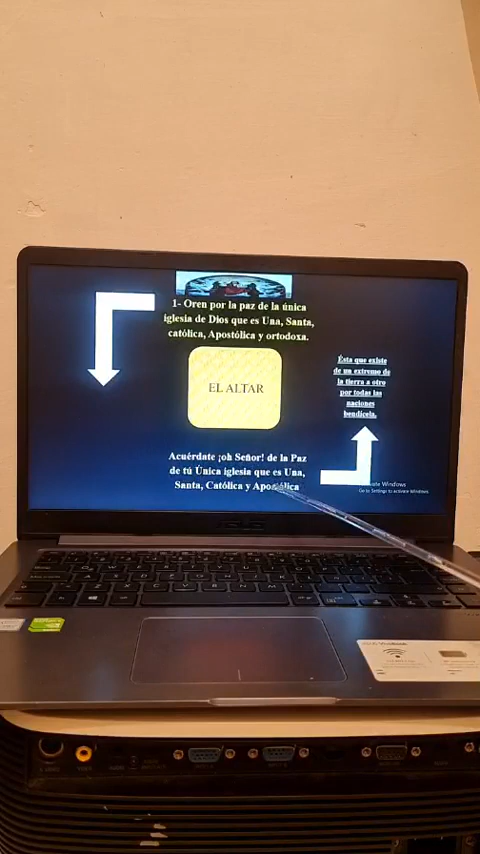 1- Oren por la paz de la única
iglesia de Dios que es Una, Santa,
católica, Apostólica y ortodoxa.
EL ALTAR
Ésta que existe
de un extremo de
la tierra a otro
por todas las
naciones
bendícela.
Acuérdate ¡oh Señor! de la Paz
de tú Única iglesia que es Una,
Santa, Católica y Apostólica
Windows
Go to Settings to activate Windows.
ASUS